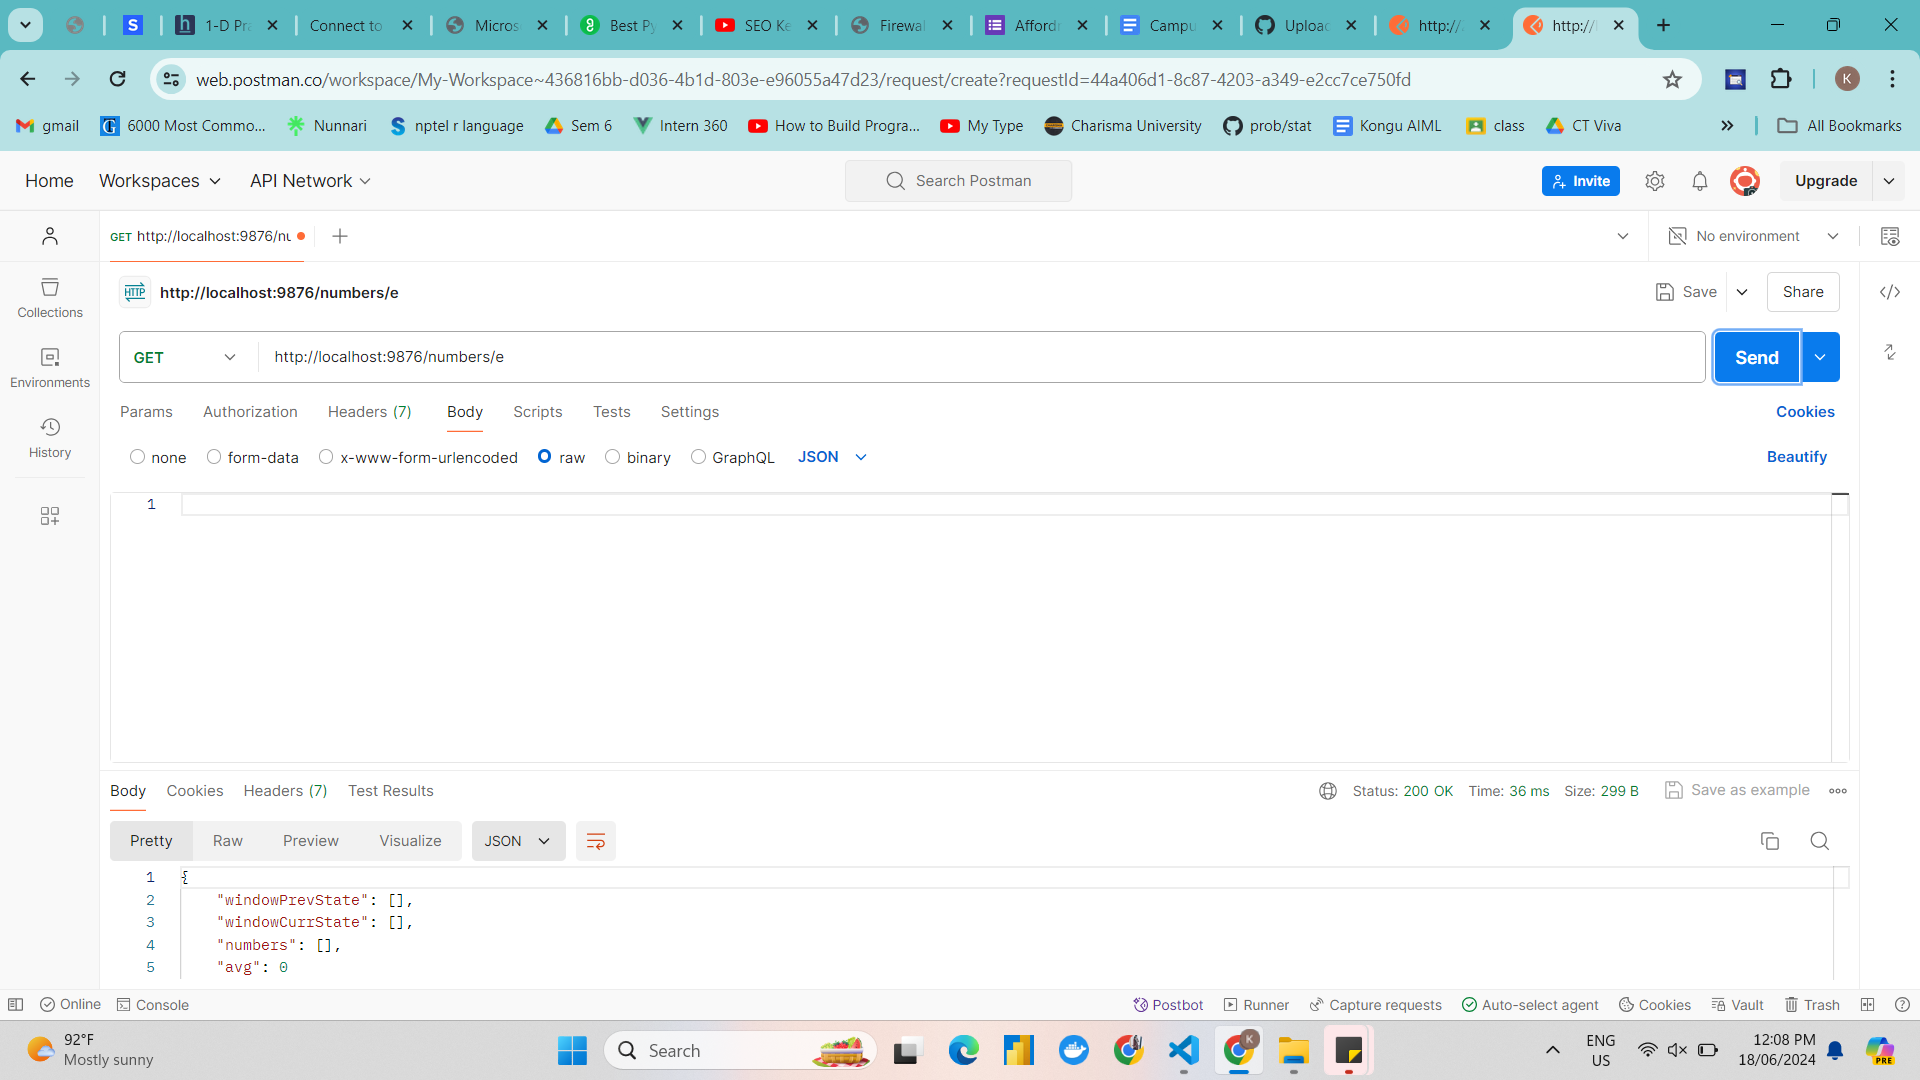 1-D Pra
Connect to
Micros
Best Py
SEO Ke
Firewal
Affordr
Campu
Upload
http://
http://
web.postman.co/workspace/My-Workspace~436816bb-d036-4b1d-803e-e96055a47d23/request/create?requestId=44a406d1-8c87-4203-a349-e2cc7ce750fd
K
gmail
6000 Most Commo...
Nunnari
nptel r language
Sem 6
Intern 360
How to Build Progra...
My Type
Charisma University
prob/stat
Kongu AIML
class
CT Viva
All Bookmarks
Home
Workspaces
API Network
Search Postman
Invite
Upgrade
GET http://localhost:9876/nu
No environment
HTTP http://localhost:9876/numbers/e
Save
Share
Collections
Environments
History
GET
http://localhost:9876/numbers/e
Send
Params
Authorization
Headers (7)
Body
Scripts
Tests
Settings
Cookies
none
form-data
x-www-form-urlencoded
raw
binary
GraphQL
JSON
Beautify
1
Body
Cookies
Headers (7)
Test Results
Status: 200 OK
Time: 36 ms
Size: 299 B
Save as example
Pretty
Raw
Preview
Visualize
JSON
1 {
2 "windowPrevState": [],
3 "windowCurrState": [],
4 "numbers": [],
5 "avg": 0
Online
Console
Postbot
Runner
Capture requests
Auto-select agent
Cookies
Vault
Trash
92°F
Mostly sunny
Search
K
ENG
US
12:08 PM
18/06/2024
PRE